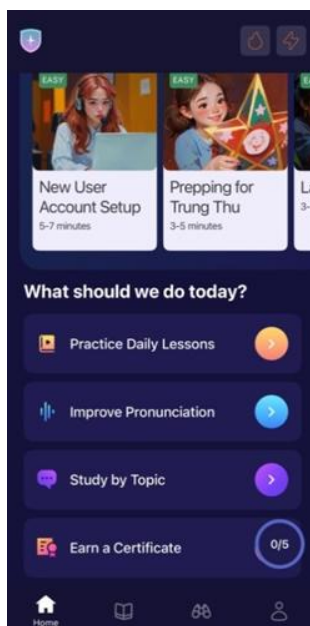 EASY
EASY
New User
Account Setup
5-7 minutes
Prepping for
Trung Thu
3-5 minutes
What should we do today?
Practice Daily Lessons
Improve Pronunciation
Study by Topic
Earn a Certificate
0/5
Home